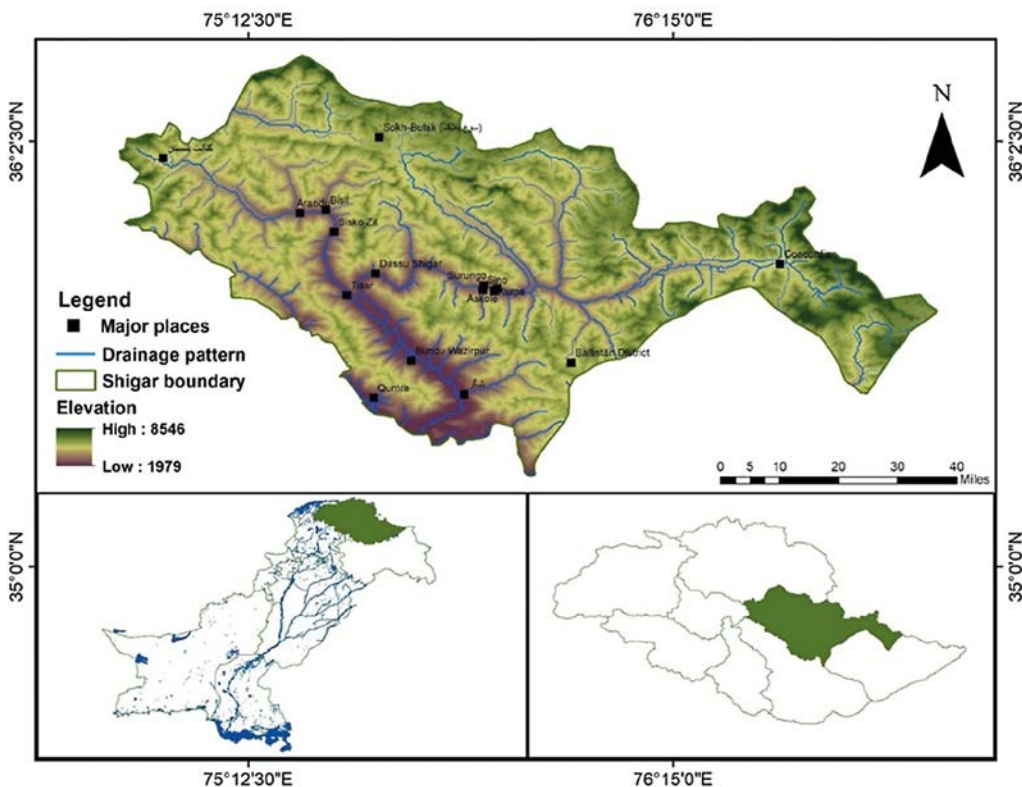 75°12'30"E
76°15'0"E
36°2'30"N
36°2'30"N
N
Sokh-Bulak
Arandu
Bisil
Bisko Zil
Concordia
Dassu Shigar
Surungo
Askole
Tisar
Bundu Wazirpur
Baltistan District
Qumra
شگر
Legend
Major places
Drainage pattern
Shigar boundary
Elevation
High : 8546
Low : 1979
0 5 10 20 30 40
Miles
35°0'0"N
35°0'0"N
75°12'30"E
76°15'0"E